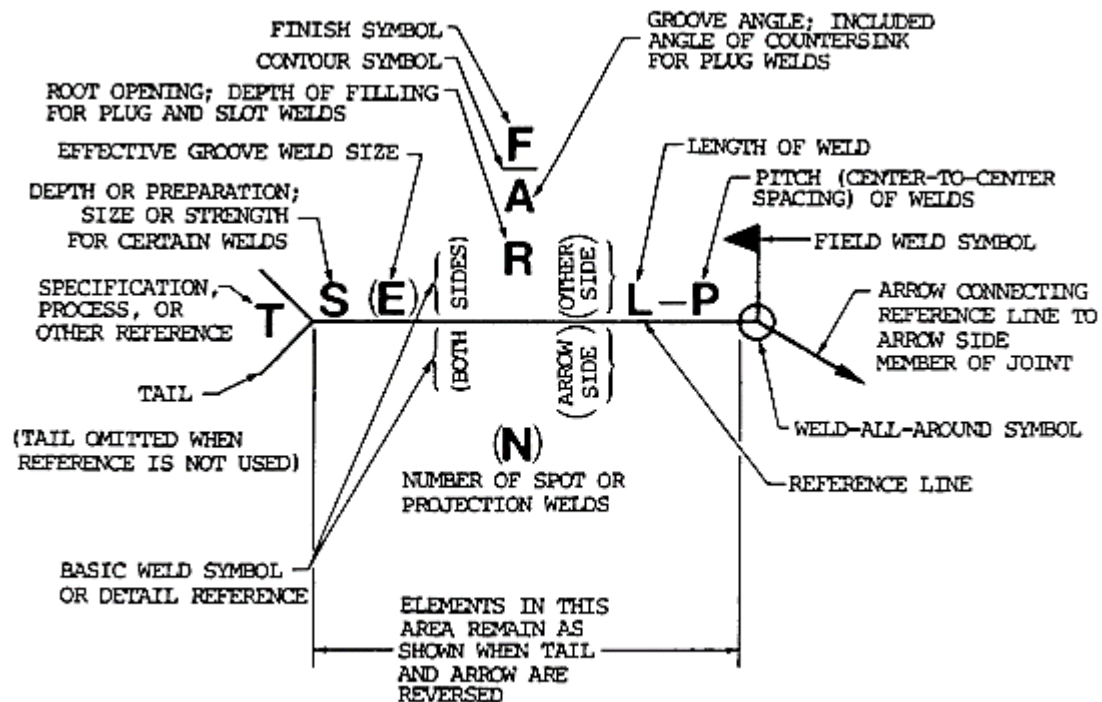 FINISH SYMBOL
CONTOUR SYMBOL
ROOT OPENING; DEPTH OF FILLING
FOR PLUG AND SLOT WELDS
EFFECTIVE GROOVE WELD SIZE
DEPTH OR PREPARATION;
SIZE OR STRENGTH
FOR CERTAIN WELDS
SPECIFICATION,
PROCESS, OR
OTHER REFERENCE
TAIL
(TAIL OMITTED WHEN
REFERENCE IS NOT USED)
BASIC WELD SYMBOL
OR DETAIL REFERENCE
GROOVE ANGLE; INCLUDED
ANGLE OF COUNTERSINK
FOR PLUG WELDS
F
A
R
T
S
(E)
(BOTH SIDES)
(OTHER
SIDE)
(ARROW
SIDE)
L-P
(N)
NUMBER OF SPOT OR
PROJECTION WELDS
LENGTH OF WELD
PITCH (CENTER-TO-CENTER
SPACING) OF WELDS
FIELD WELD SYMBOL
ARROW CONNECTING
REFERENCE LINE TO
ARROW SIDE
MEMBER OF JOINT
WELD-ALL-AROUND SYMBOL
REFERENCE LINE
ELEMENTS IN THIS
AREA REMAIN AS
SHOWN WHEN TAIL
AND ARROW ARE
REVERSED